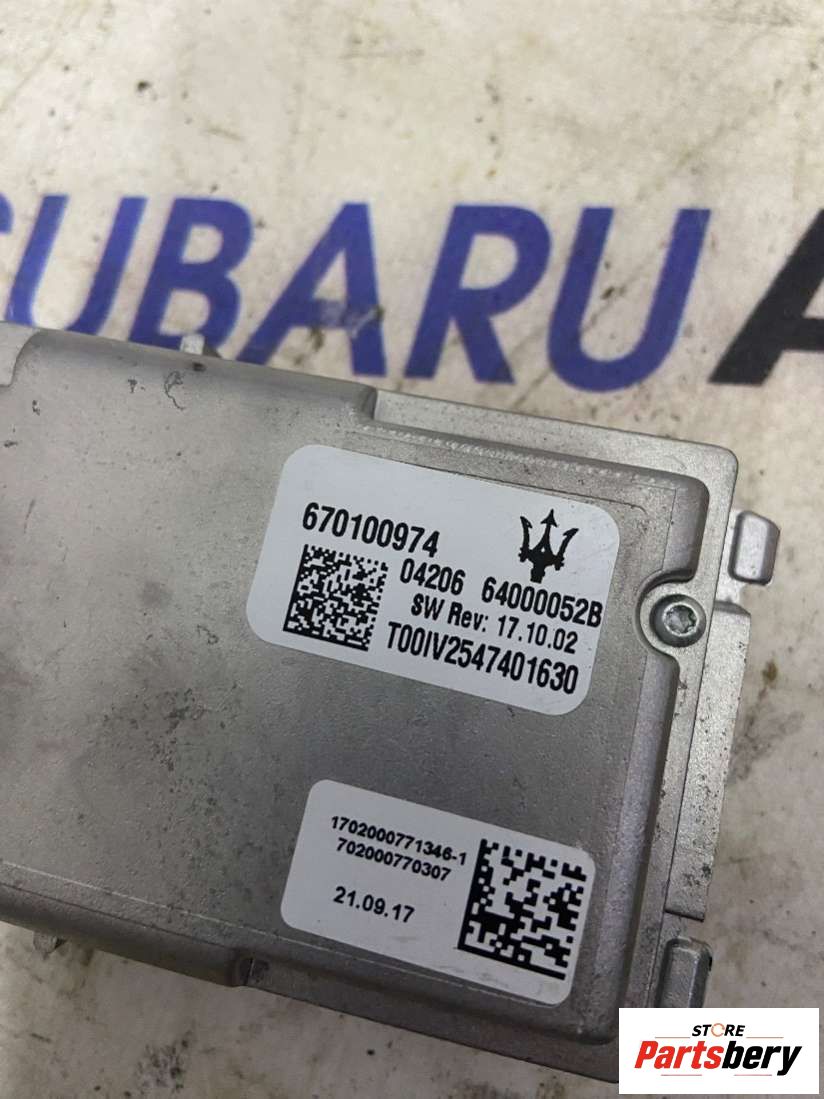 SUBARU A
670100974
04206 64000052B
SW Rev: 17.10.02
T00IV2547401630
1702000771346-1
702000770307
21.09.17
STORE
Partsbery